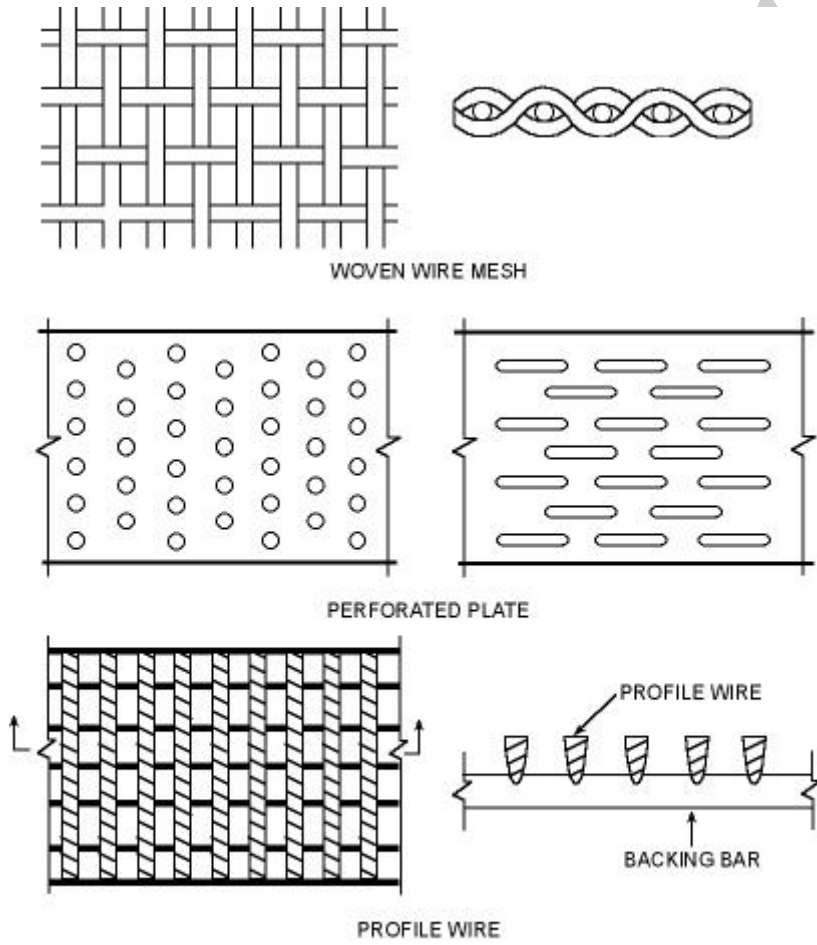 WOVEN WIRE MESH
PERFORATED PLATE
PROFILE WIRE
BACKING BAR
PROFILE WIRE